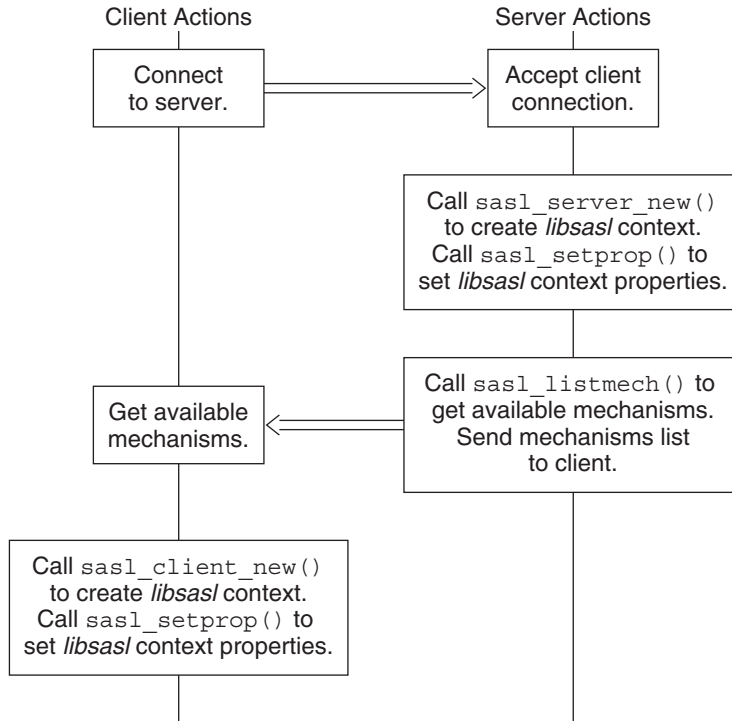 Client Actions
Server Actions
Connect
to server.
Accept client
connection.
Call sasl_server_new()
to create libsasl context.
Call sasl_setprop() to
set libsasl context properties.
Call sasl_listmech() to
get available mechanisms.
Send mechanisms list
to client.
Get available
mechanisms.
Call sasl_client_new()
to create libsasl context.
Call sasl_setprop() to
set libsasl context properties.